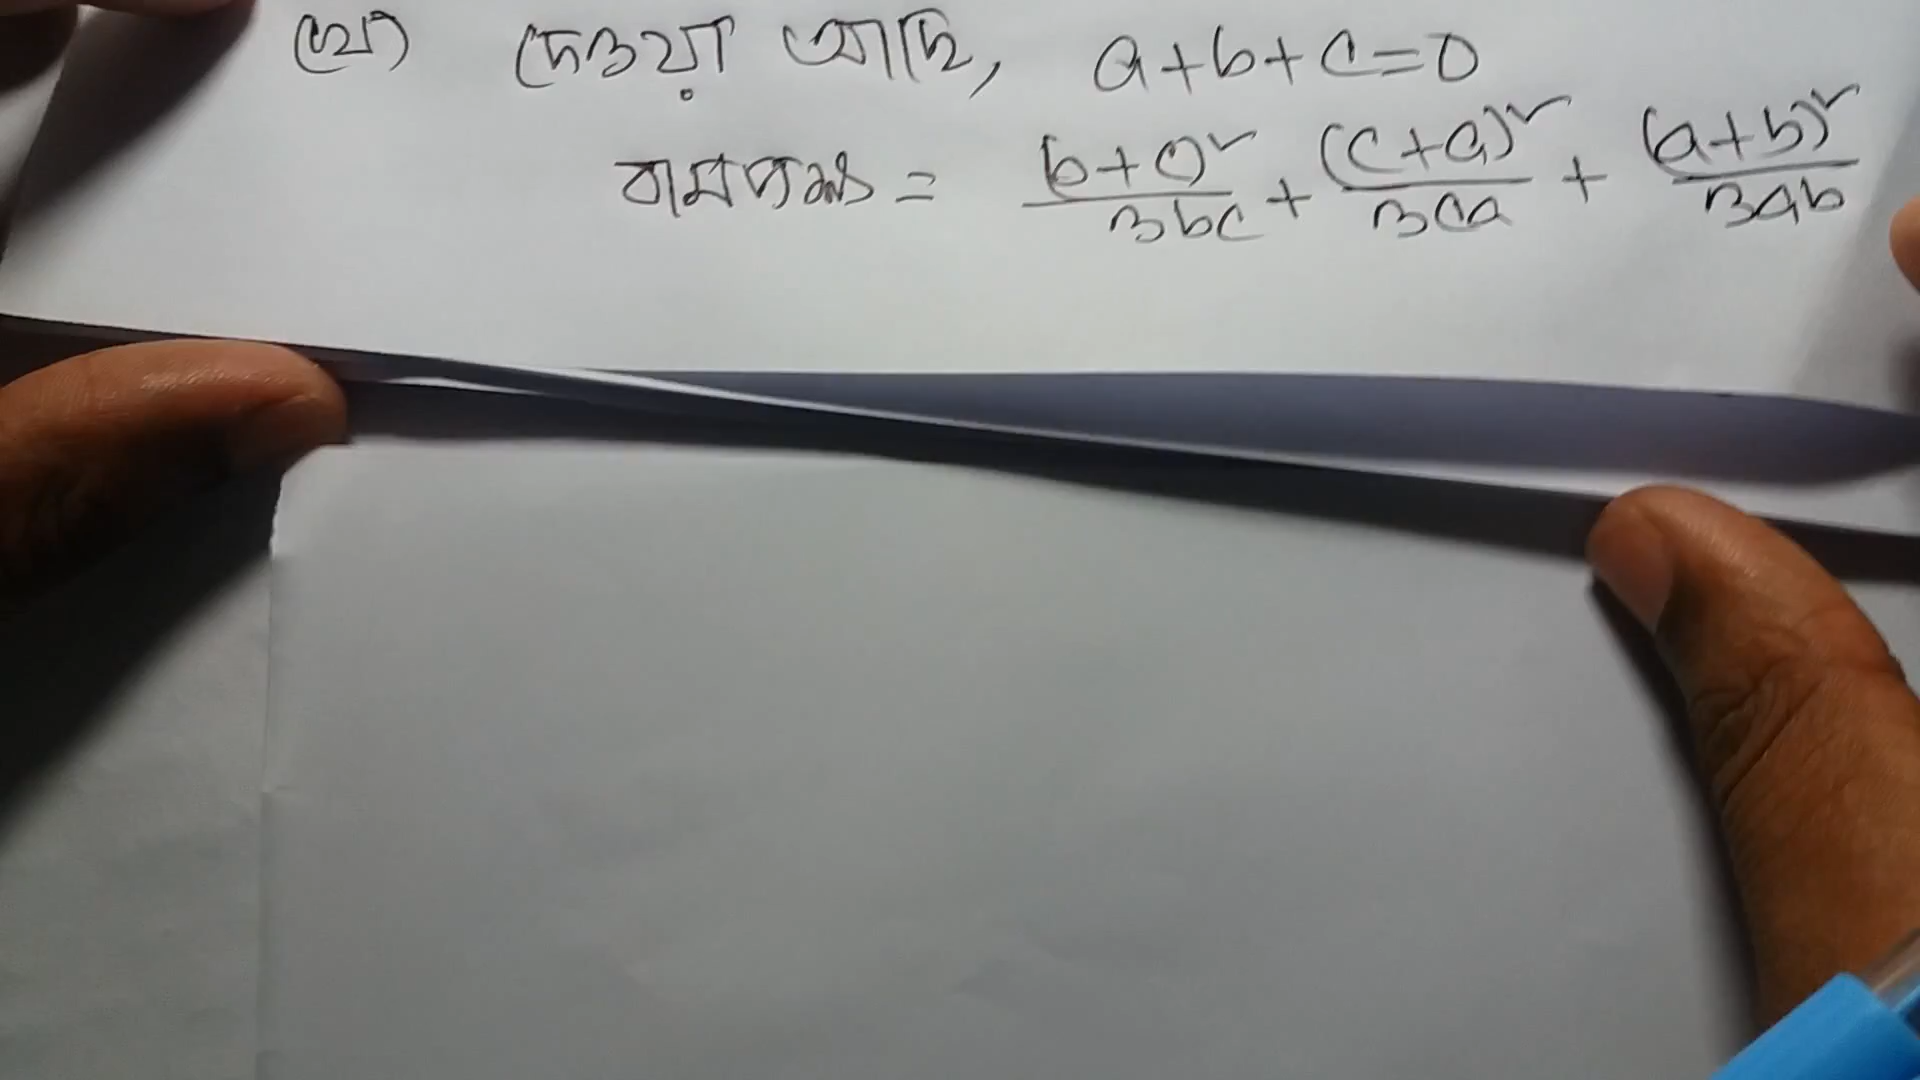 (খ) দেওয়া আছে, a+b+c=0
বামপক্ষ = (b+c)²/3bc + (c+a)²/3ca + (a+b)²/3ab